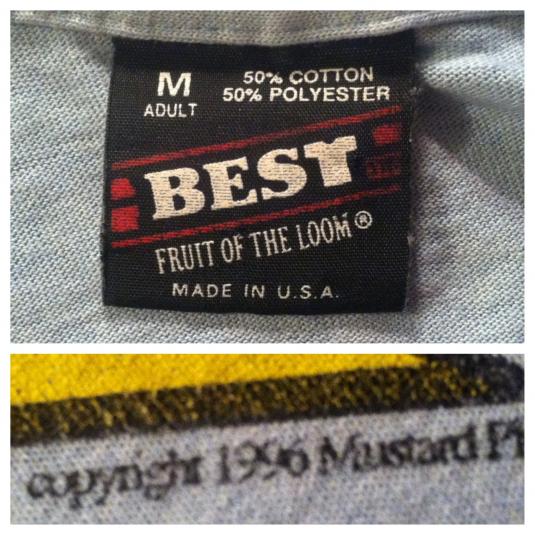 M
ADULT
50% COTTON
50% POLYESTER
BEST
FRUIT OF THE LOOM®
MADE IN U.S.A.
copyright 1996 Mustard